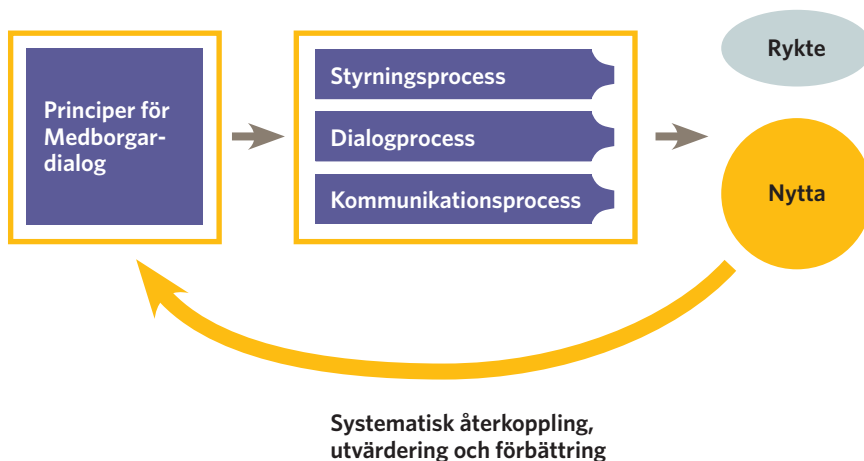 Principer för
Medborgar-
dialog
Styrningsprocess
Dialogprocess
Kommunikationsprocess
Rykte
Nytta
Systematisk återkoppling,
utvärdering och förbättring